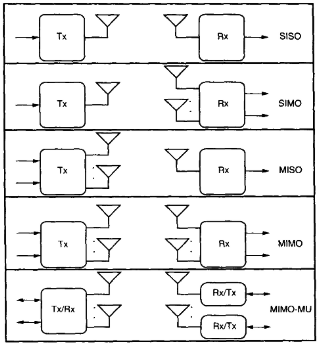 Tx Rx SISO
Tx Rx SIMO
Tx Rx MISO
Tx Rx MIMO
Tx/Rx Rx/Tx MIMO-MU
Rx/Tx